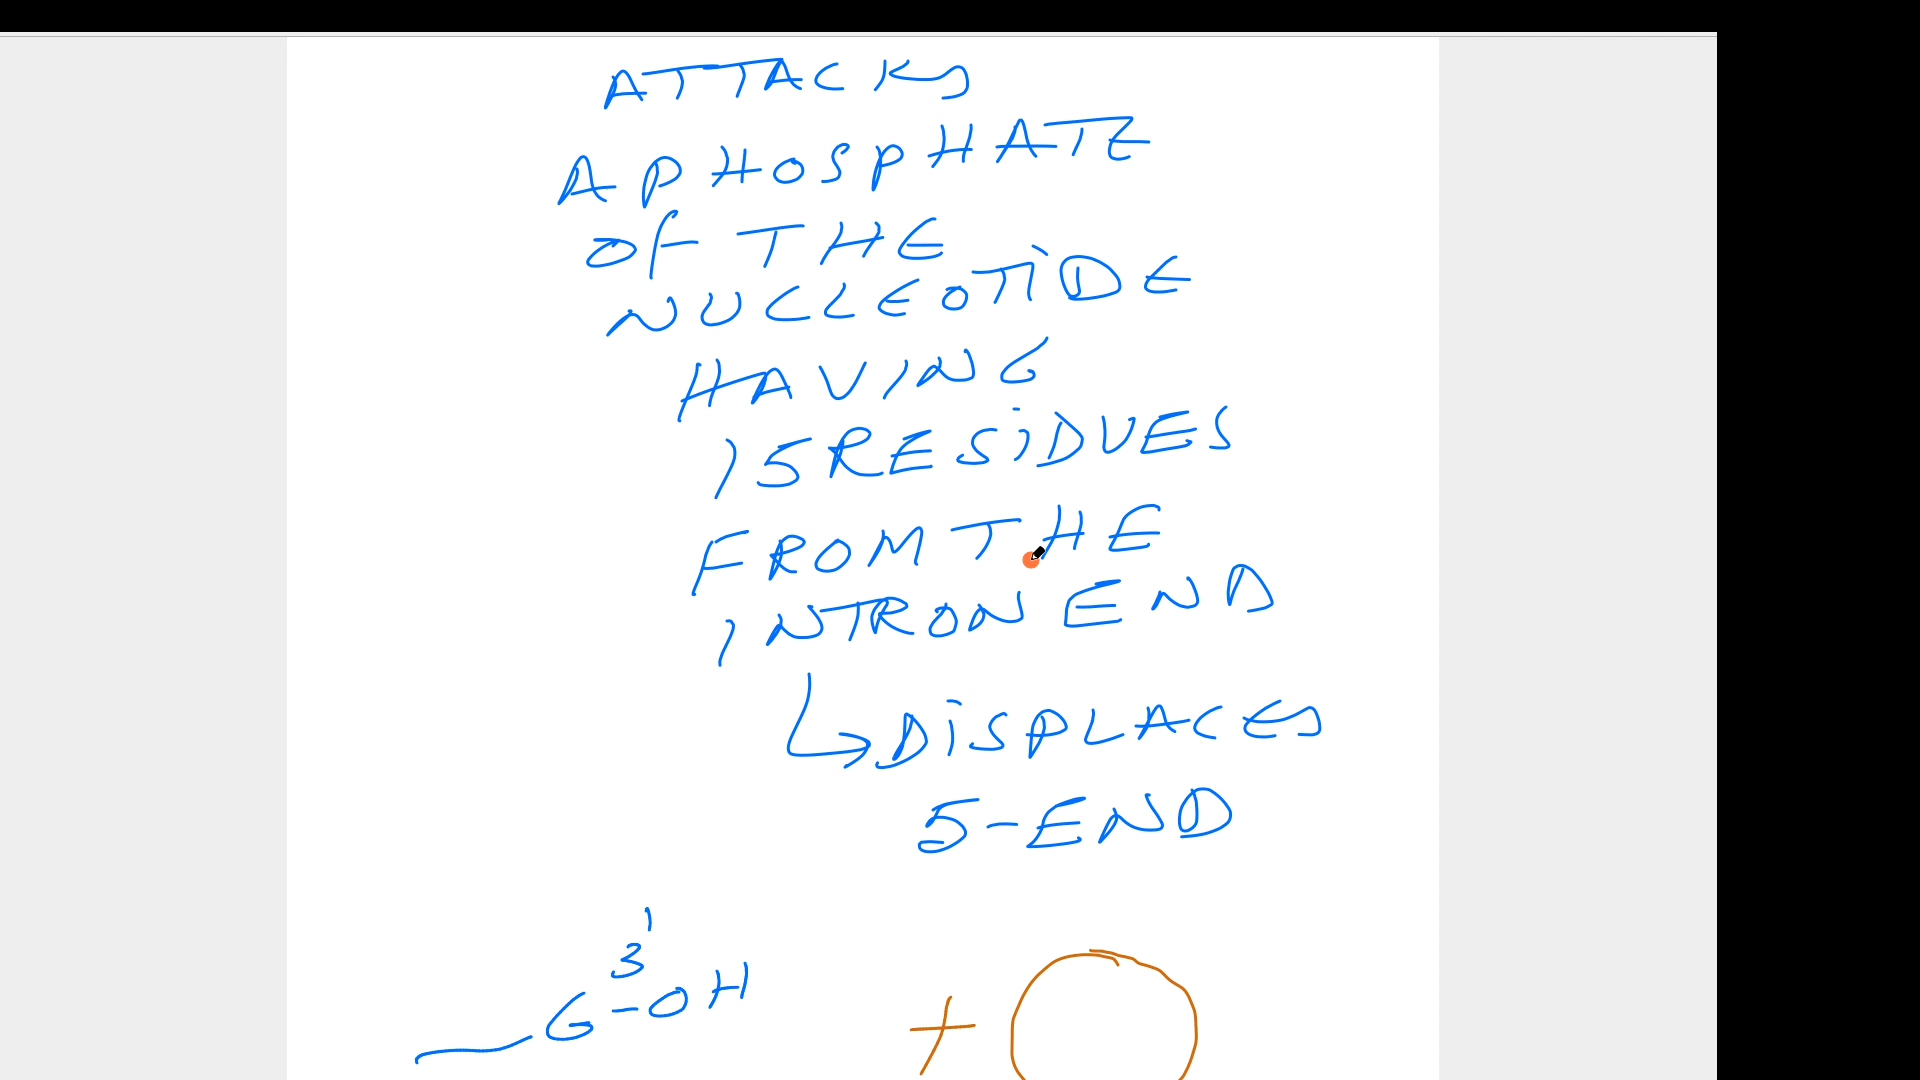 ATTACKS
A PHOSPHATE
OF THE
NUCLEOTIDE
HAVING
15 RESIDUES
FROM THE
INTRON END
↳ DISPLACES
5-END
3'
G-OH +